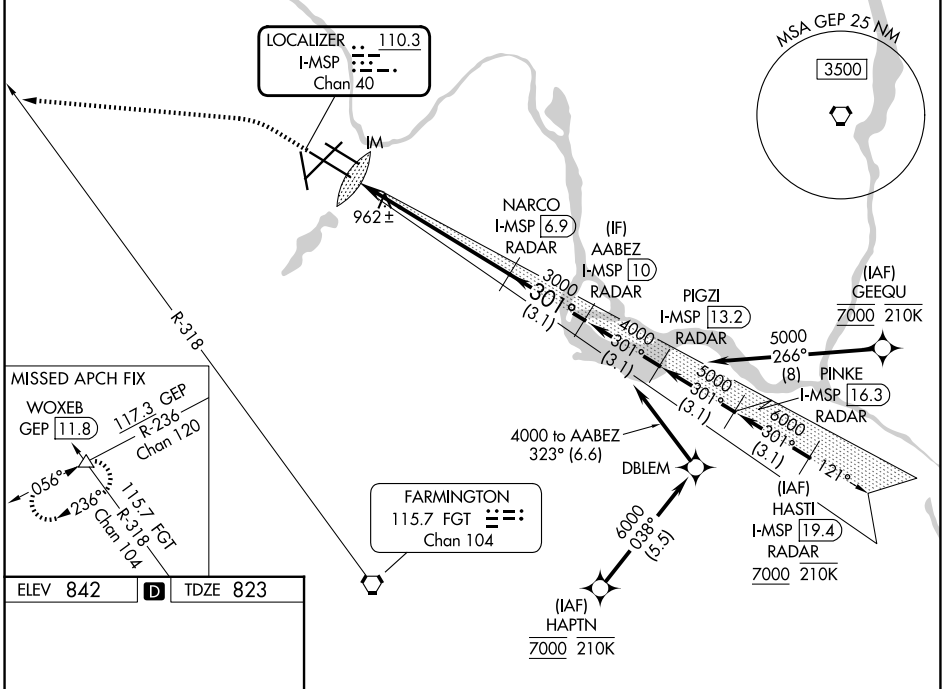 LOCALIZER 110.3
I-MSP
Chan 40
MSA GEP 25 NM
3500
IM
962±
NARCO
I-MSP 6.9
RADAR
(IF)
AABEZ
I-MSP 10
RADAR
PIGZI
I-MSP 13.2
RADAR
(IAF)
GEEQU
7000 210K
3000
301°
(3.1)
4000
301°
(3.1)
5000
266°
(8)
PINKE
I-MSP 16.3
RADAR
5000
301°
(3.1)
6000
301°
(3.1)
121°
R-318
MISSED APCH FIX
WOXEB
GEP 11.8
117.3 GEP
R-236
Chan 120
056°
236°
115.7 FGT
R-318
Chan 104
4000 to AABEZ
323° (6.6)
DBLEM
(IAF)
HASTI
I-MSP 19.4
RADAR
7000 210K
FARMINGTON
115.7 FGT
Chan 104
6000
038°
(5.5)
(IAF)
HAPTN
7000 210K
ELEV 842 D TDZE 823